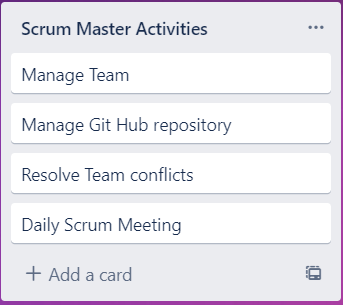 Scrum Master Activities
Manage Team
Manage Git Hub repository
Resolve Team conflicts
Daily Scrum Meeting
+ Add a card